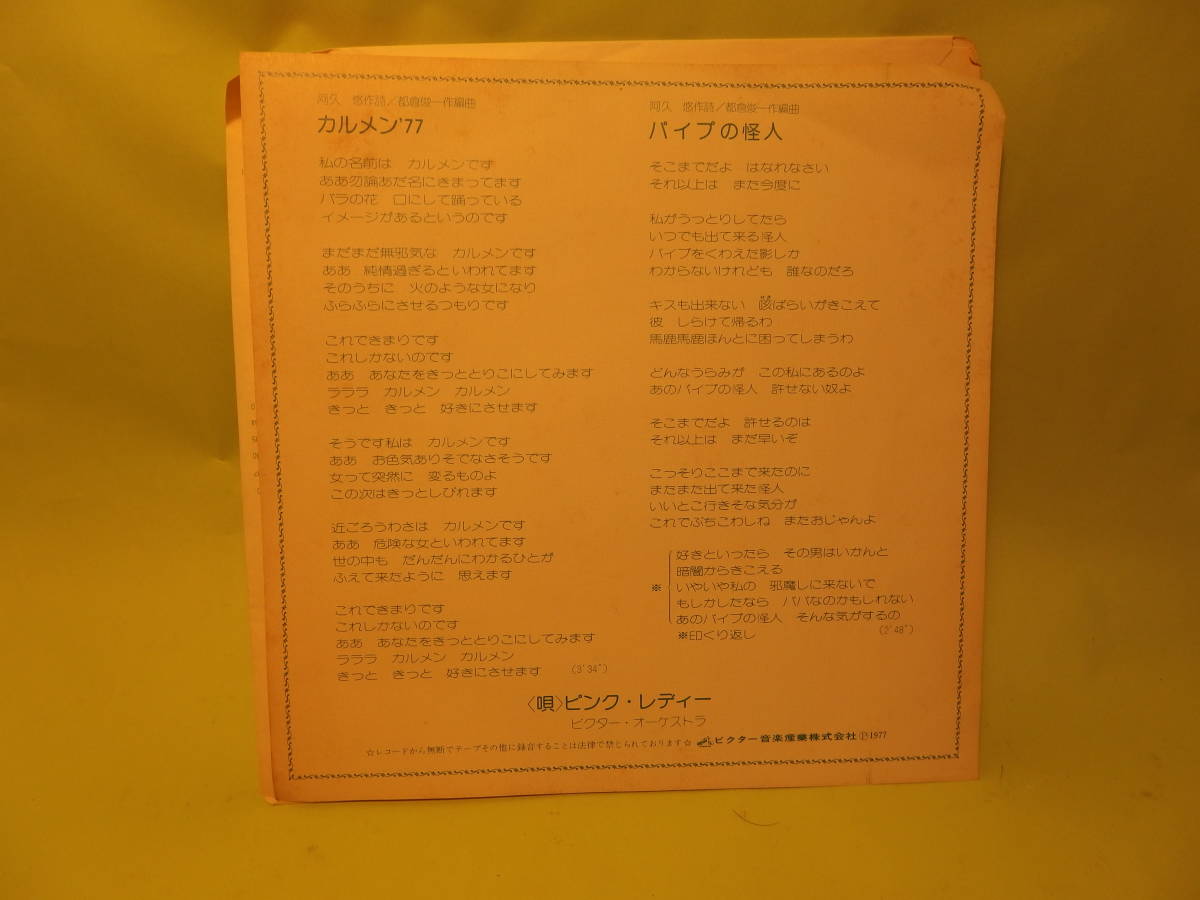 阿久 悠作詩/都倉俊一作編曲
カルメン'77
私の名前は カルメンです
ああ勿論あだ名にきまってます
バラの花 口にして踊っている
イメージがあるというのです
まだまだ無邪気な カルメンです
ああ 純情過ぎるといわれてます
そのうちに 火のような女になり
ふらふらにさせるつもりです
これできまりです
これしかないのです
ああ あなたをきっととりこにしてみます
ラララ カルメン カルメン
きっと きっと 好きにさせます
そうです私は カルメンです
ああ お色気ありそでなさそうです
女って突然に 変るものよ
この次はきっとしびれます
近ごろうわさは カルメンです
ああ 危険な女といわれてます
世の中も だんだんにわかるひとが
ふえて来たように 思えます
これできまりです
これしかないのです
ああ あなたをきっととりこにしてみます
ラララ カルメン カルメン
きっと きっと 好きにさせます (3'34")
阿久 悠作詩/都倉俊一作編曲
パイプの怪人
そこまでだよ はなれなさい
それ以上は また今度に
私がうっとりしてたら
いつでも出て来る怪人
パイプをくわえた影しか
わからないけれども 誰なのだろ
キスも出来ない 咳ばらいがきこえて
彼 しらけて帰るわ
馬鹿馬鹿ほんとに困ってしまうわ
どんなうらみが この私にあるのよ
あのパイプの怪人 許せない奴よ
そこまでだよ 許せるのは
それ以上は まだ早いぞ
こっそりここまで来たのに
またまた出て来た怪人
いいとこ行きそな気分が
これでぶちこわしね またおじゃんよ
好きといったら その男はいかんと
暗闇からきこえる
※ いやいや私の 邪魔しに来ないで
もしかしたなら パパなのかもしれない
あのパイプの怪人 そんな気がするの
※印くり返し (2'48")
〈唄〉ピンク・レディー
ビクター・オーケストラ
☆レコードから無断でテープその他に録音することは法律で禁じられております☆ ビクター音楽産業株式会社Ⓟ1977